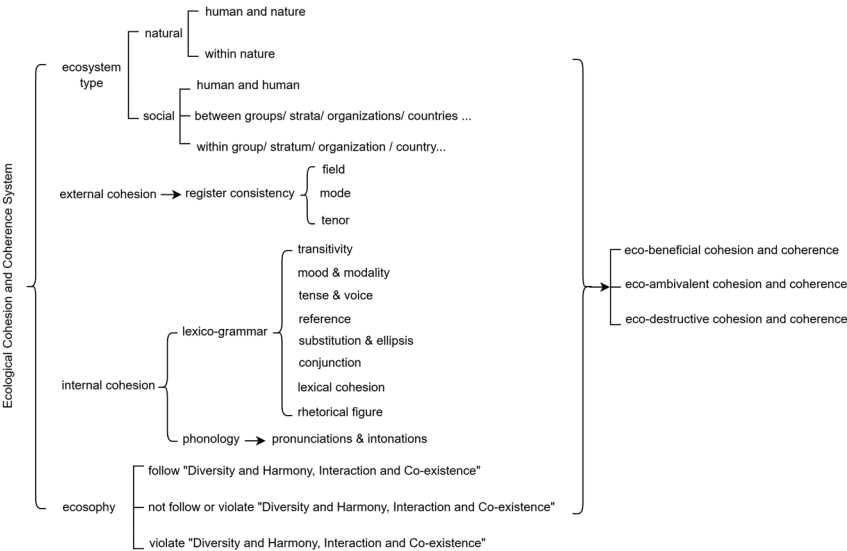 Ecological Cohesion and Coherence System
ecosystem
type
natural
human and nature
within nature
social
human and human
between groups/ strata/ organizations/ countries ...
within group/ stratum/ organization / country...
external cohesion
register consistency
field
mode
tenor
internal cohesion
lexico-grammar
transitivity
mood & modality
tense & voice
reference
substitution & ellipsis
conjunction
lexical cohesion
rhetorical figure
phonology
pronunciations & intonations
ecosophy
follow "Diversity and Harmony, Interaction and Co-existence"
not follow or violate "Diversity and Harmony, Interaction and Co-existence"
violate "Diversity and Harmony, Interaction and Co-existence"
eco-beneficial cohesion and coherence
eco-ambivalent cohesion and coherence
eco-destructive cohesion and coherence